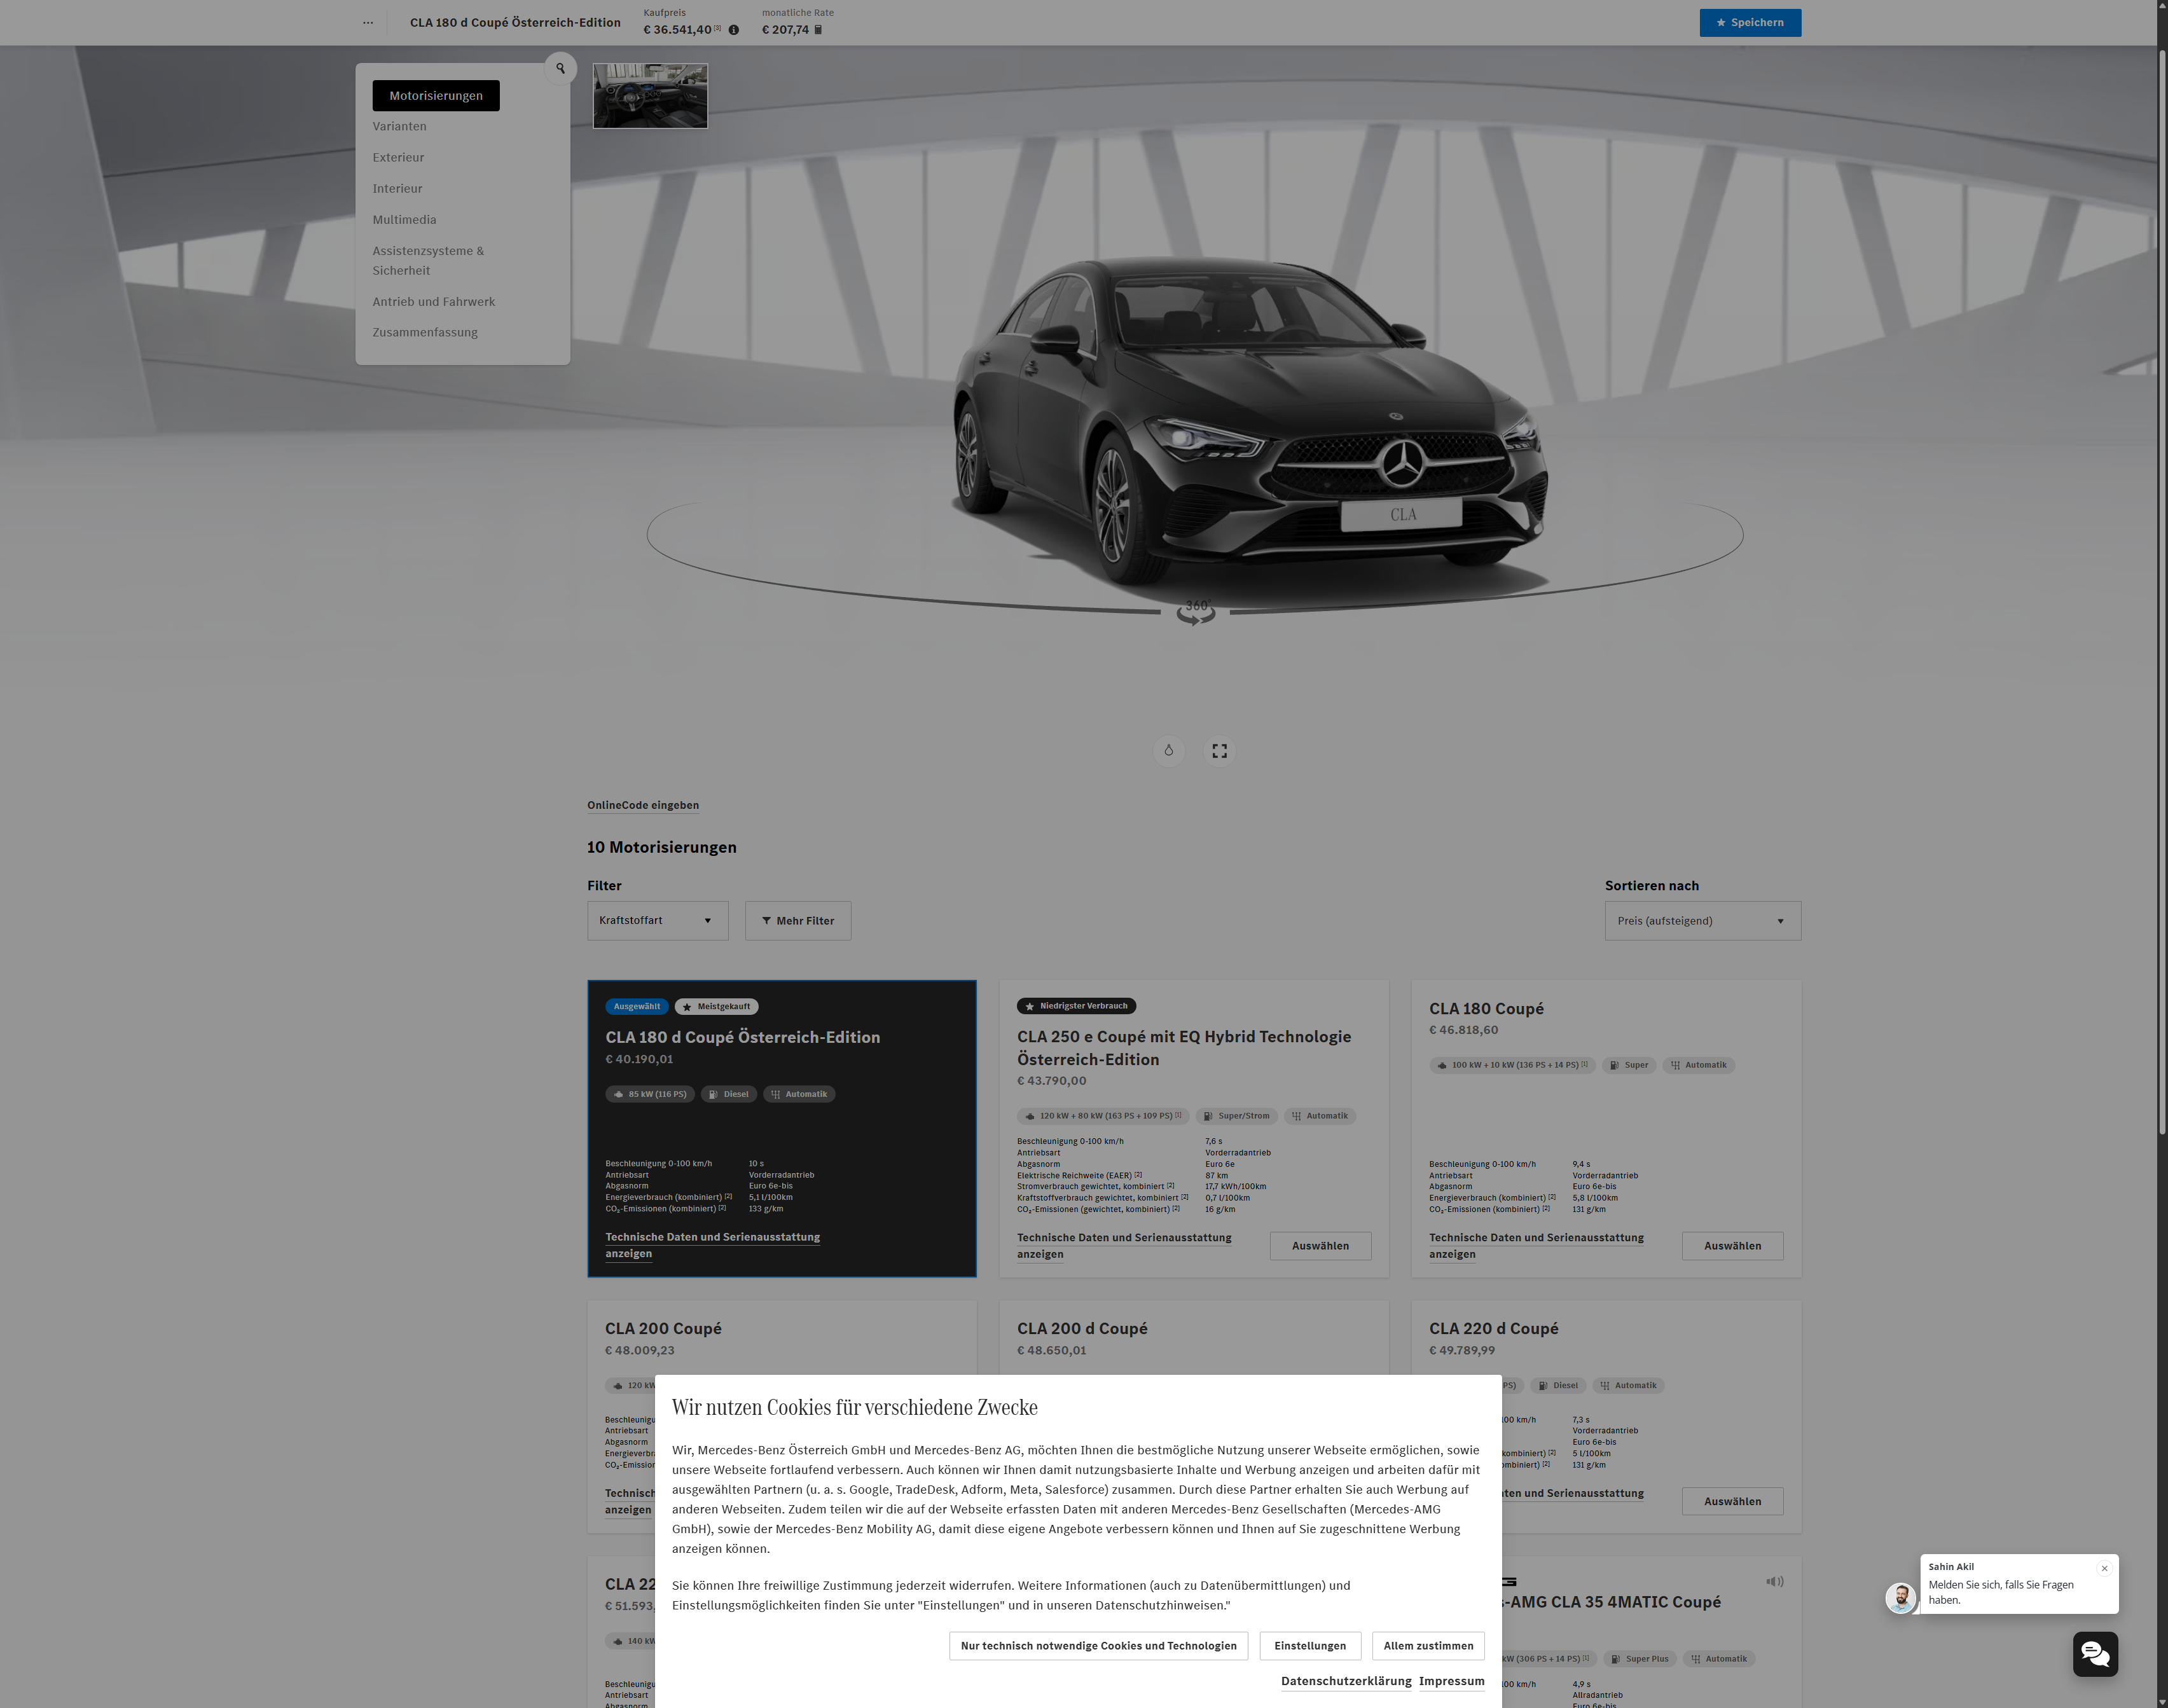 CLA 180 d Coupé Österreich-Edition
Kaufpreis
€ 36.541,40 [3]
monatliche Rate
€ 207,74
Speichern
Motorisierungen
Varianten
Exterieur
Interieur
Multimedia
Assistenzsysteme &
Sicherheit
Antrieb und Fahrwerk
Zusammenfassung
CLA
360°
OnlineCode eingeben
10 Motorisierungen
Filter
Sortieren nach
Kraftstoffart
Mehr Filter
Preis (aufsteigend)
Ausgewählt
Meistgekauft
CLA 180 d Coupé Österreich-Edition
€ 40.190,01
85 kW (116 PS)
Diesel
Automatik
Beschleunigung 0-100 km/h 10 s
Antriebsart Vorderradantrieb
Abgasnorm Euro 6e-bis
Energieverbrauch (kombiniert) [2] 5,1 l/100km
CO₂-Emissionen (kombiniert) [2] 133 g/km
Technische Daten und Serienausstattung
anzeigen
Niedrigster Verbrauch
CLA 250 e Coupé mit EQ Hybrid Technologie
Österreich-Edition
€ 43.790,00
120 kW + 80 kW (163 PS + 109 PS) [1]
Super/Strom
Automatik
Beschleunigung 0-100 km/h 7,6 s
Antriebsart Vorderradantrieb
Abgasnorm Euro 6e
Elektrische Reichweite (EAER) [2] 87 km
Stromverbrauch gewichtet, kombiniert [2] 17,7 kWh/100km
Kraftstoffverbrauch gewichtet, kombiniert [2] 0,7 l/100km
CO₂-Emissionen (gewichtet, kombiniert) [2] 16 g/km
Technische Daten und Serienausstattung
anzeigen
Auswählen
CLA 180 Coupé
€ 46.818,60
100 kW + 10 kW (136 PS + 14 PS) [1]
Super
Automatik
Beschleunigung 0-100 km/h 9,4 s
Antriebsart Vorderradantrieb
Abgasnorm Euro 6e-bis
Energieverbrauch (kombiniert) [2] 5,8 l/100km
CO₂-Emissionen (kombiniert) [2] 131 g/km
Technische Daten und Serienausstattung
anzeigen
Auswählen
CLA 200 Coupé
€ 48.009,23
120 kW
Beschleunigu
Antriebsart
Abgasnorm
Energieverbr
CO₂-Emission
Technisch
anzeigen
CLA 200 d Coupé
€ 48.650,01
CLA 220 d Coupé
€ 49.789,99
PS)
Diesel
Automatik
100 km/h 7,3 s
Vorderradantrieb
Euro 6e-bis
kombiniert) [2] 5 l/100km
ombiniert) [2] 131 g/km
ten und Serienausstattung
Auswählen
CLA 22
€ 51.593,
140 kW
Beschleunigu
Antriebsart
Abgasnorm
s-AMG CLA 35 4MATIC Coupé
kW (306 PS + 14 PS) [1]
Super Plus
Automatik
100 km/h 4,9 s
Allradantrieb
Euro 6e-bis
Wir nutzen Cookies für verschiedene Zwecke
Wir, Mercedes-Benz Österreich GmbH und Mercedes-Benz AG, möchten Ihnen die bestmögliche Nutzung unserer Webseite ermöglichen, sowie
unsere Webseite fortlaufend verbessern. Auch können wir Ihnen damit nutzungsbasierte Inhalte und Werbung anzeigen und arbeiten dafür mit
ausgewählten Partnern (u. a. s. Google, TradeDesk, Adform, Meta, Salesforce) zusammen. Durch diese Partner erhalten Sie auch Werbung auf
anderen Webseiten. Zudem teilen wir die auf der Webseite erfassten Daten mit anderen Mercedes-Benz Gesellschaften (Mercedes-AMG
GmbH), sowie der Mercedes-Benz Mobility AG, damit diese eigene Angebote verbessern können und Ihnen auf Sie zugeschnittene Werbung
anzeigen können.
Sie können Ihre freiwillige Zustimmung jederzeit widerrufen. Weitere Informationen (auch zu Datenübermittlungen) und
Einstellungsmöglichkeiten finden Sie unter "Einstellungen" und in unseren Datenschutzhinweisen."
Nur technisch notwendige Cookies und Technologien
Einstellungen
Allem zustimmen
Datenschutzerklärung
Impressum
Sahin Akil
Melden Sie sich, falls Sie Fragen
haben.